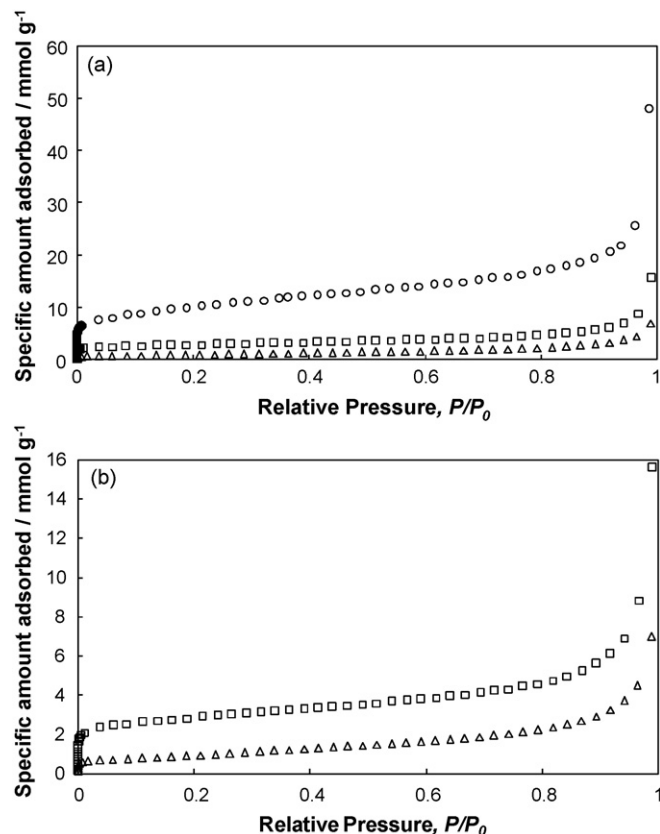 (a)
Specific amount adsorbed / mmol g⁻¹
60
50
40
30
20
10
0
0 0.2 0.4 0.6 0.8 1
Relative Pressure, P/P₀
(b)
Specific amount adsorbed / mmol g⁻¹
16
14
12
10
8
6
4
2
0
0 0.2 0.4 0.6 0.8 1
Relative Pressure, P/P₀